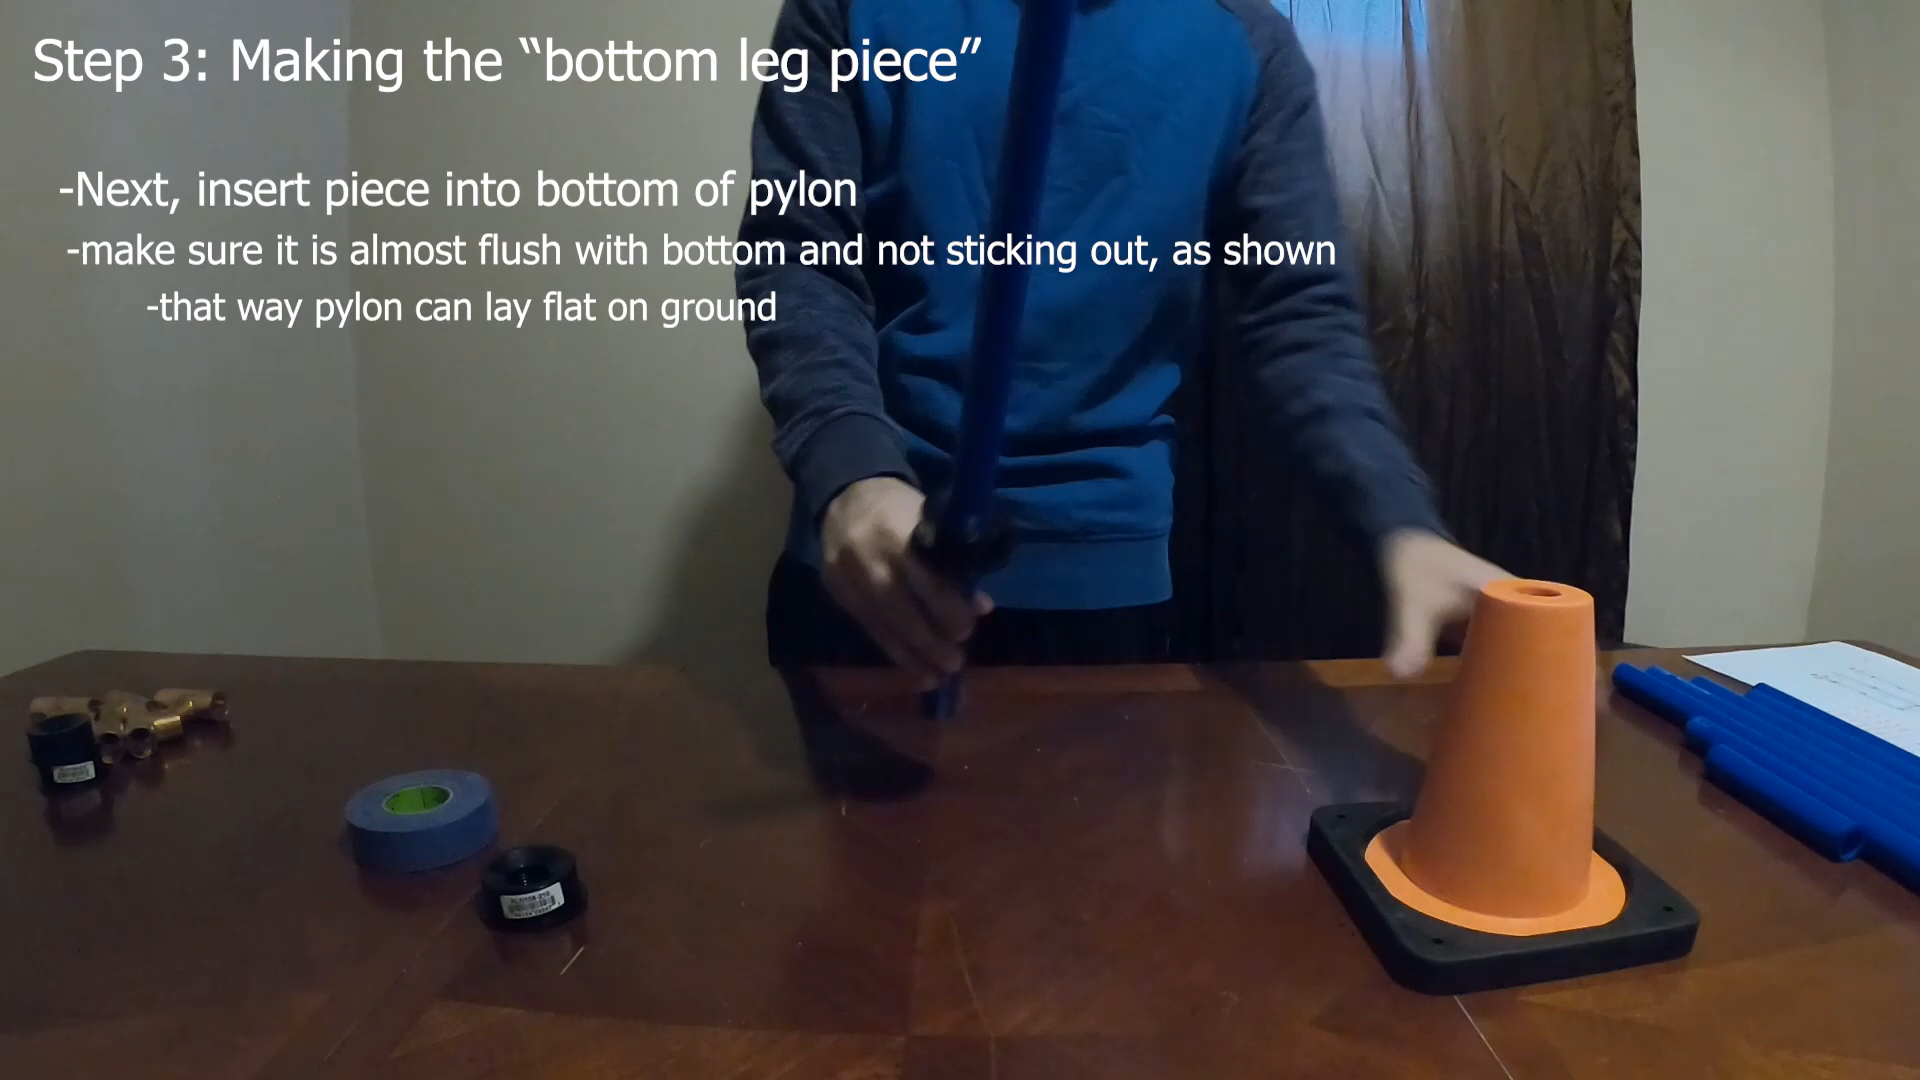 Step 3: Making the “bottom leg piece”
-Next, insert piece into bottom of pylon
-make sure it is almost flush with bottom and not sticking out, as shown
-that way pylon can lay flat on ground